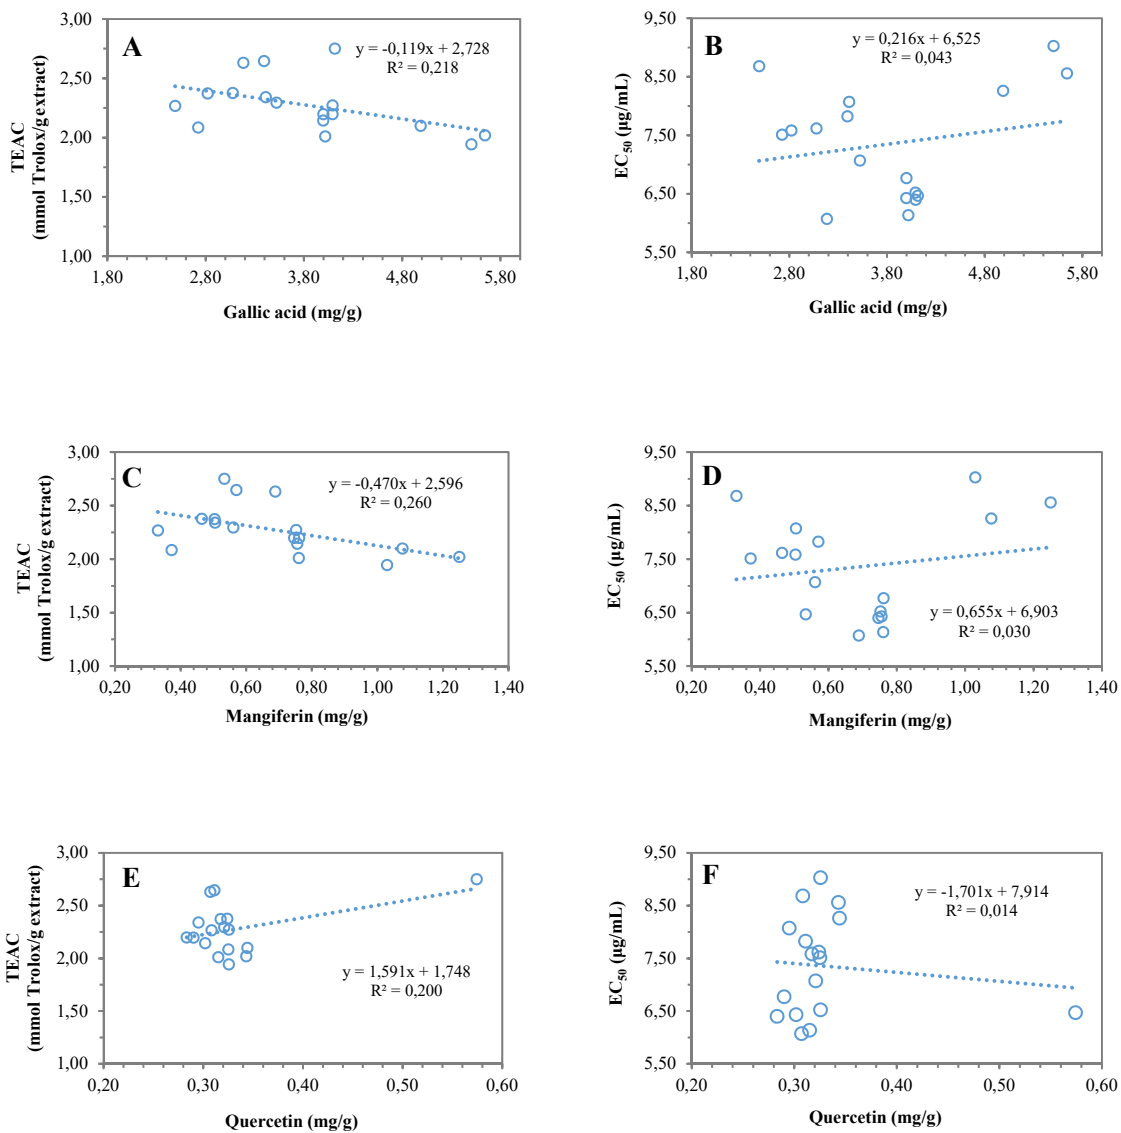 A
y = -0,119x + 2,728
R² = 0,218
TEAC
(mmol Trolox/g extract)
3,00
2,50
2,00
1,50
1,00
1,80 2,80 3,80 4,80 5,80
Gallic acid (mg/g)
B
y = 0,216x + 6,525
R² = 0,043
EC₅₀ (µg/mL)
9,50
8,50
7,50
6,50
5,50
1,80 2,80 3,80 4,80 5,80
Gallic acid (mg/g)
C
y = -0,470x + 2,596
R² = 0,260
TEAC
(mmol Trolox/g extract)
3,00
2,50
2,00
1,50
1,00
0,20 0,40 0,60 0,80 1,00 1,20 1,40
Mangiferin (mg/g)
D
y = 0,655x + 6,903
R² = 0,030
EC₅₀ (µg/mL)
9,50
8,50
7,50
6,50
5,50
0,20 0,40 0,60 0,80 1,00 1,20 1,40
Mangiferin (mg/g)
E
y = 1,591x + 1,748
R² = 0,200
TEAC
(mmol Trolox/g extract)
3,00
2,50
2,00
1,50
1,00
0,20 0,30 0,40 0,50 0,60
Quercetin (mg/g)
F
y = -1,701x + 7,914
R² = 0,014
EC₅₀ (µg/mL)
9,50
8,50
7,50
6,50
5,50
0,20 0,30 0,40 0,50 0,60
Quercetin (mg/g)